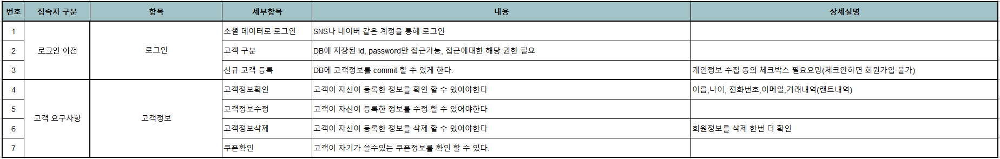 번호 접속자 구분 항목 세부항목 내용 상세설명
1 로그인 이전 로그인 소셜 데이터로 로그인 SNS나 네이버 같은 계정을 통해 로그인
2 고객 구분 DB에 저장된 id, password만 접근가능, 접근에대한 해당 권한 필요
3 신규 고객 등록 DB에 고객정보를 commit 할 수 있게 한다. 개인정보 수집 동의 체크박스 필요요망(체크안하면 회원가입 불가)
4 고객 요구사항 고객정보 고객정보확인 고객이 자신이 등록한 정보를 확인 할 수 있어야한다 이름,나이, 전화번호,이메일,거래내역(랜트내역)
5 고객정보수정 고객이 자신이 등록한 정보를 수정 할 수 있어야한다
6 고객정보삭제 고객이 자신이 등록한 정보를 삭제 할 수 있어야한다 회원정보를 삭제 한번 더 확인
7 쿠폰확인 고객이 자기가 쓸수있는 쿠폰정보를 확인 할 수 있다.